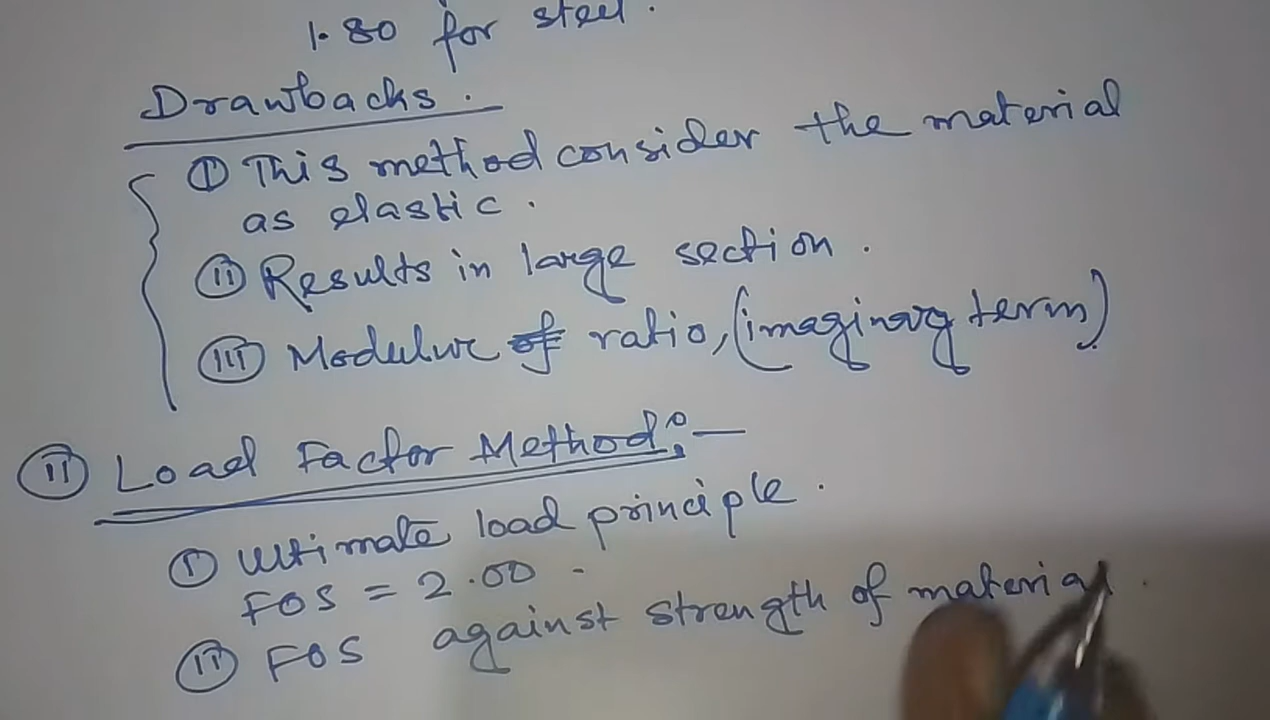 1.80 for steel.
Drawbacks.
(I) This method consider the material
as elastic.
(II) Results in large section.
(III) Modulur of ratio, (imaginary term)
(II) Load Factor Method:-
(I) Ultimate load principle.
FOS = 2.00.
(II) FOS against strength of material.